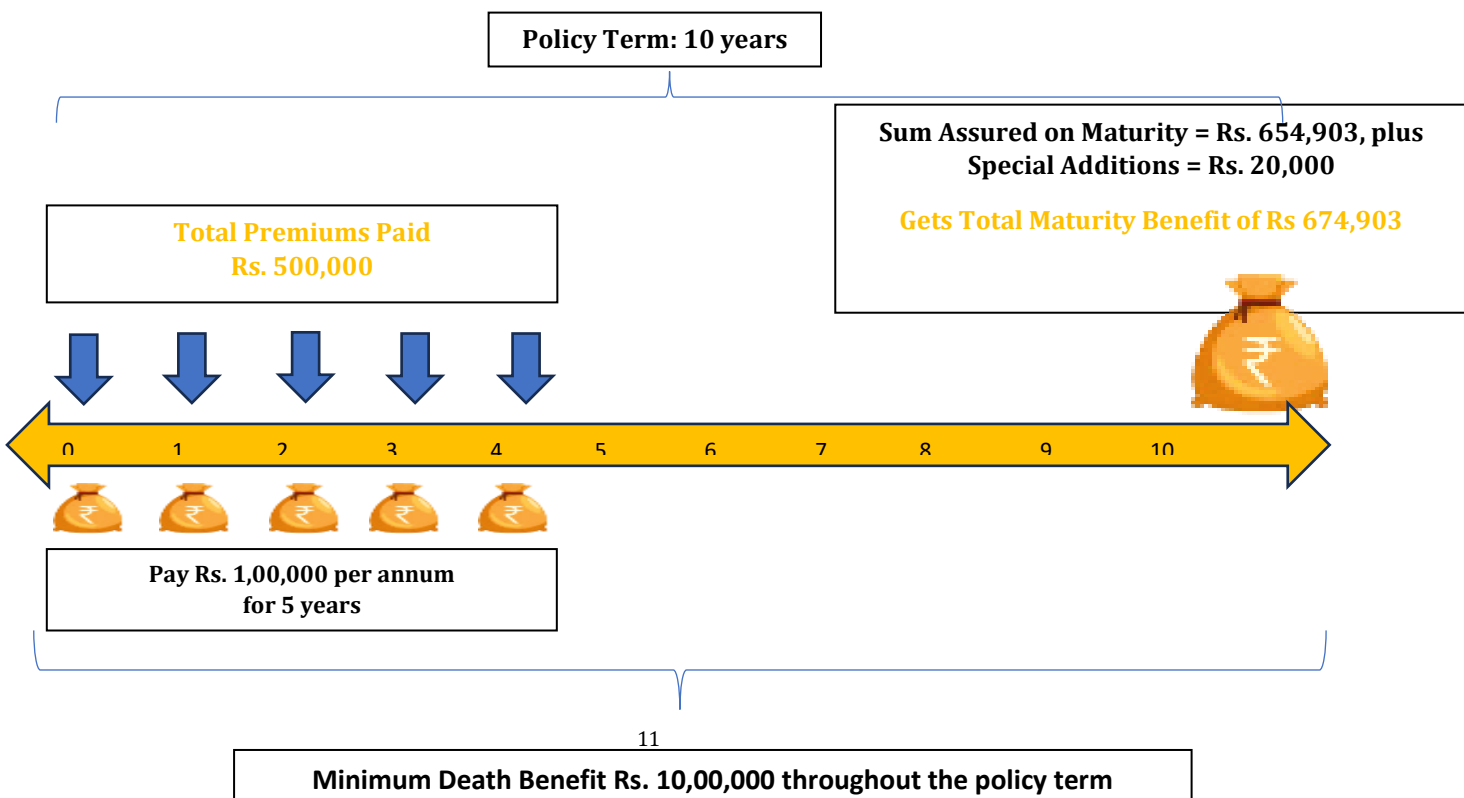 Policy Term: 10 years
Sum Assured on Maturity = Rs. 654,903, plus
Special Additions = Rs. 20,000
Gets Total Maturity Benefit of Rs 674,903
Total Premiums Paid
Rs. 500,000
0 1 2 3 4 5 6 7 8 9 10
₹
₹ ₹ ₹ ₹ ₹
Pay Rs. 1,00,000 per annum
for 5 years
11
Minimum Death Benefit Rs. 10,00,000 throughout the policy term